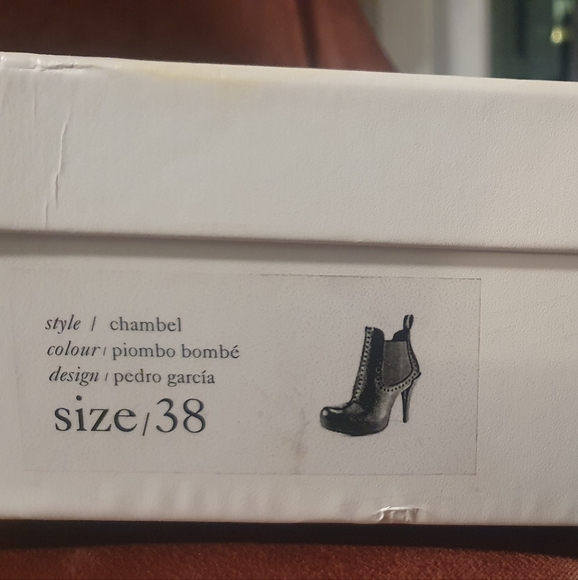 style / chambel
colour / piombo bombé
design / pedro garcía
size / 38